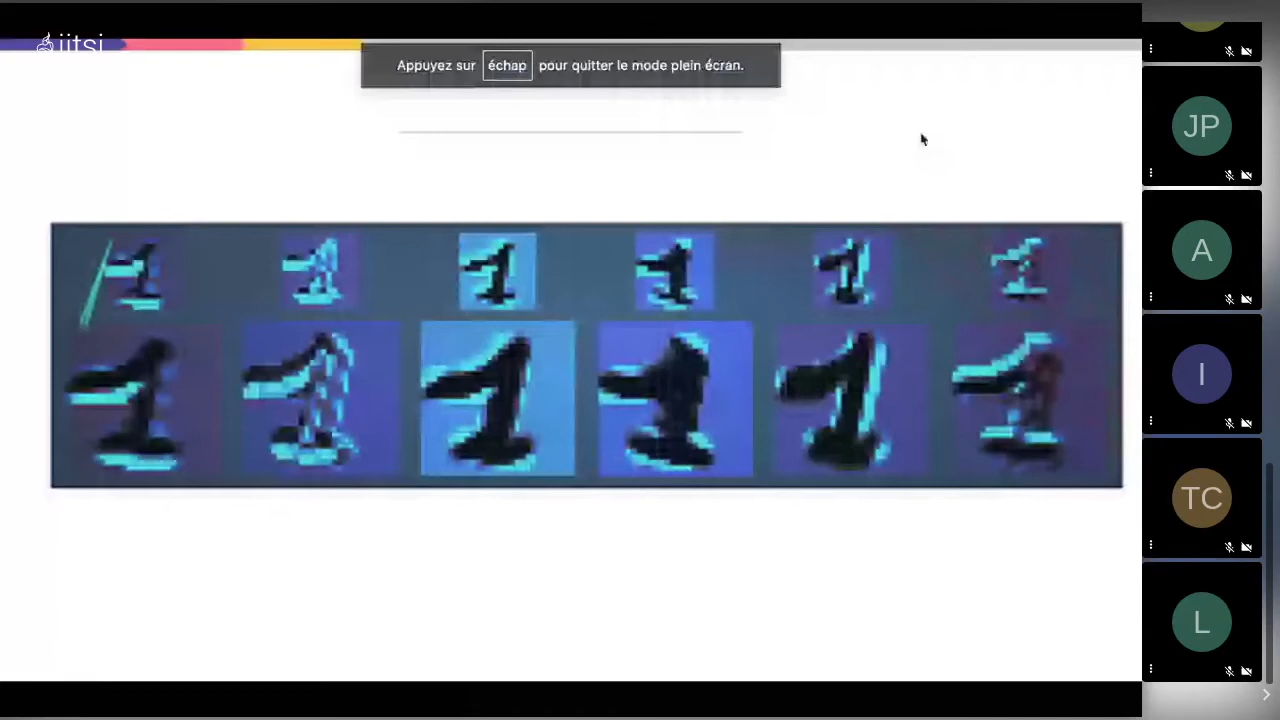 jitsi
Appuyez sur échap pour quitter le mode plein écran.
JP
A
I
TC
L